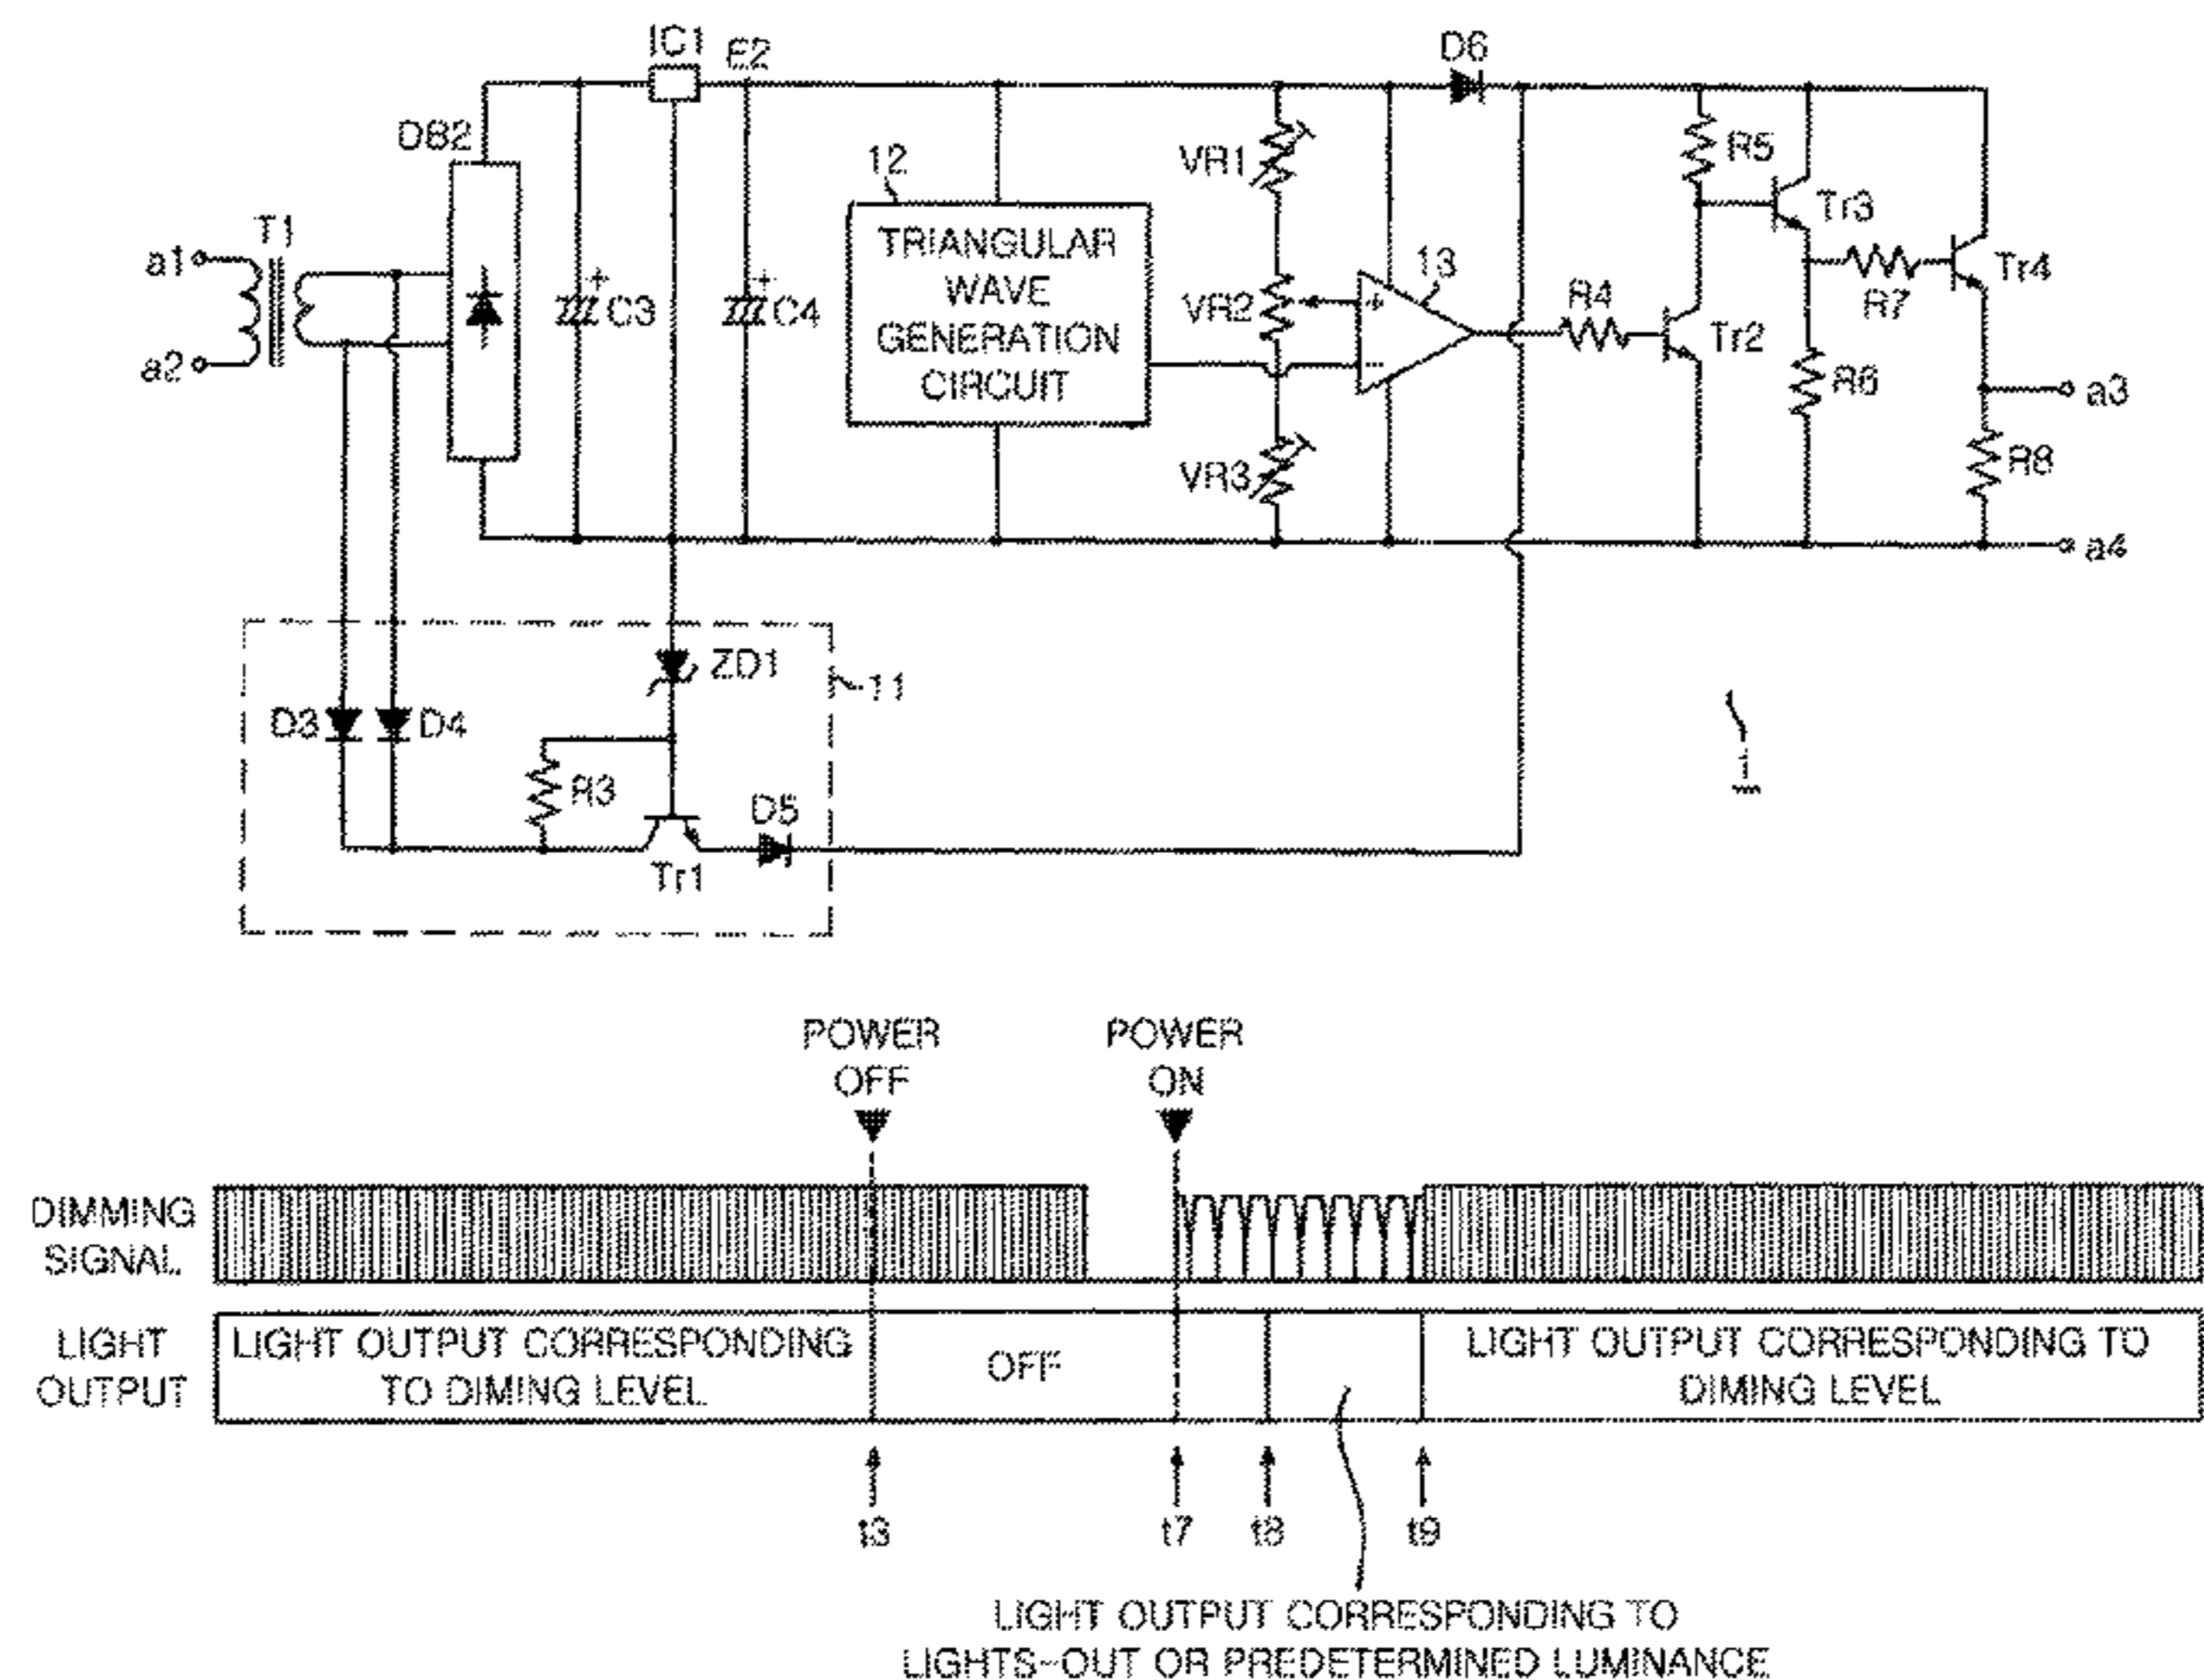 IC1
E2
D6
DB2
T1
a1
a2
C3
C4
12
TRIANGULAR
WAVE
GENERATION
CIRCUIT
VR1
VR2
VR3
+
-
13
R4
R5
Tr2
Tr3
R7
Tr4
R6
R8
a3
a4
ZD1
11
D3
D4
R3
D5
Tr1
1
POWER
OFF
POWER
ON
DIMMING
SIGNAL
LIGHT
OUTPUT
LIGHT OUTPUT CORRESPONDING
TO DIMING LEVEL
OFF
LIGHT OUTPUT CORRESPONDING TO
DIMING LEVEL
t3
t7
t8
t9
LIGHT OUTPUT CORRESPONDING TO
LIGHTS-OUT OR PREDETERMINED LUMINANCE